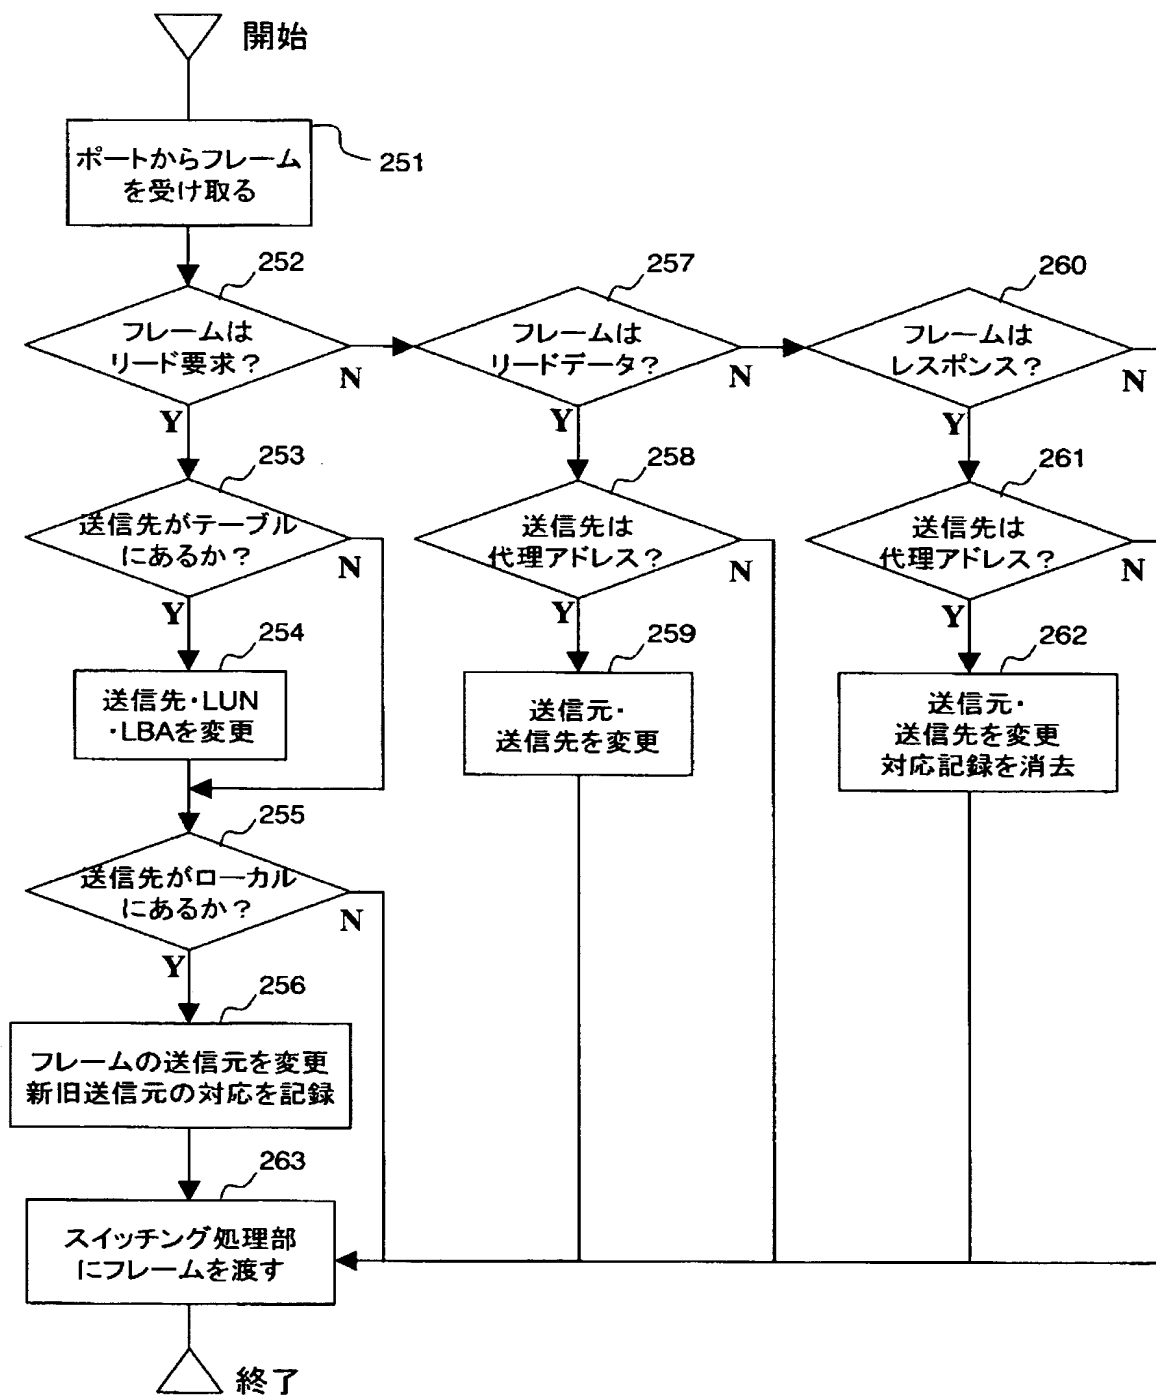 開始
ポートからフレーム
を受け取る
251
252
フレームは
リード要求？
N
Y
257
フレームは
リードデータ？
N
Y
260
フレームは
レスポンス？
N
Y
253
送信先がテーブル
にあるか？
N
Y
258
送信先は
代理アドレス？
N
Y
261
送信先は
代理アドレス？
N
Y
254
送信先・LUN
・LBAを変更
259
送信元・
送信先を変更
262
送信元・
送信先を変更
対応記録を消去
255
送信先がローカル
にあるか？
N
Y
256
フレームの送信元を変更
新旧送信元の対応を記録
263
スイッチング処理部
にフレームを渡す
終了